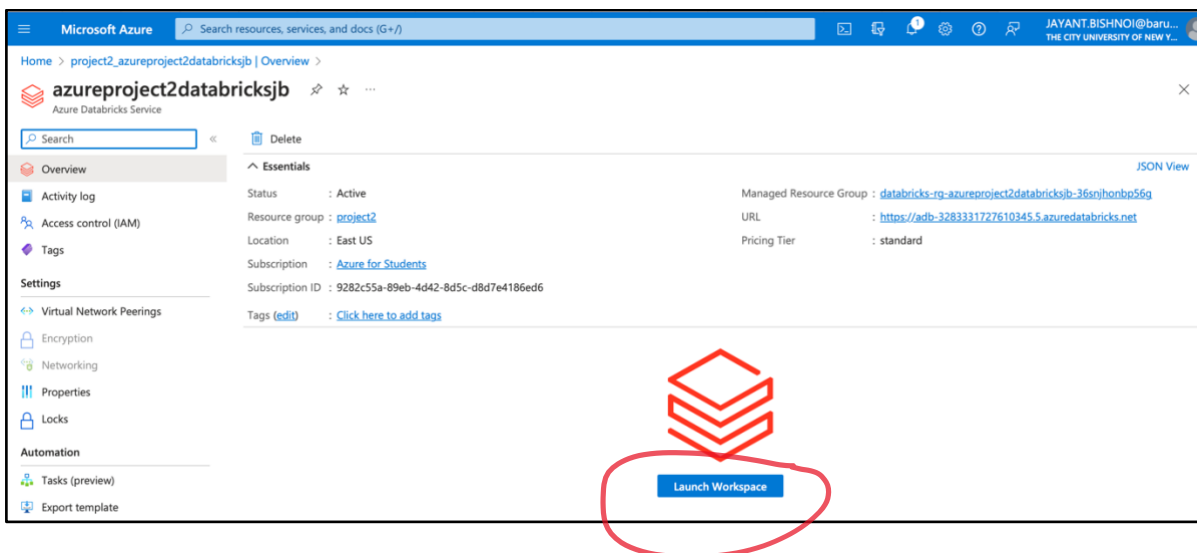 Microsoft Azure
Search resources, services, and docs (G+/)
1
JAYANT.BISHNOI@baru...
THE CITY UNIVERSITY OF NEW Y...
Home > project2_azureproject2databricksjb | Overview >
azureproject2databricksjb
Azure Databricks Service
Search
Delete
Overview
Activity log
Access control (IAM)
Tags
Settings
Virtual Network Peerings
Encryption
Networking
Properties
Locks
Automation
Tasks (preview)
Export template
Essentials
JSON View
Status : Active
Resource group : project2
Location : East US
Subscription : Azure for Students
Subscription ID : 9282c55a-89eb-4d42-8d5c-d8d7e4186ed6
Tags (edit) : Click here to add tags
Managed Resource Group : databricks-rg-azureproject2databricksjb-36snjhonbp56g
URL : https://adb-3283331727610345.5.azuredatabricks.net
Pricing Tier : standard
Launch Workspace